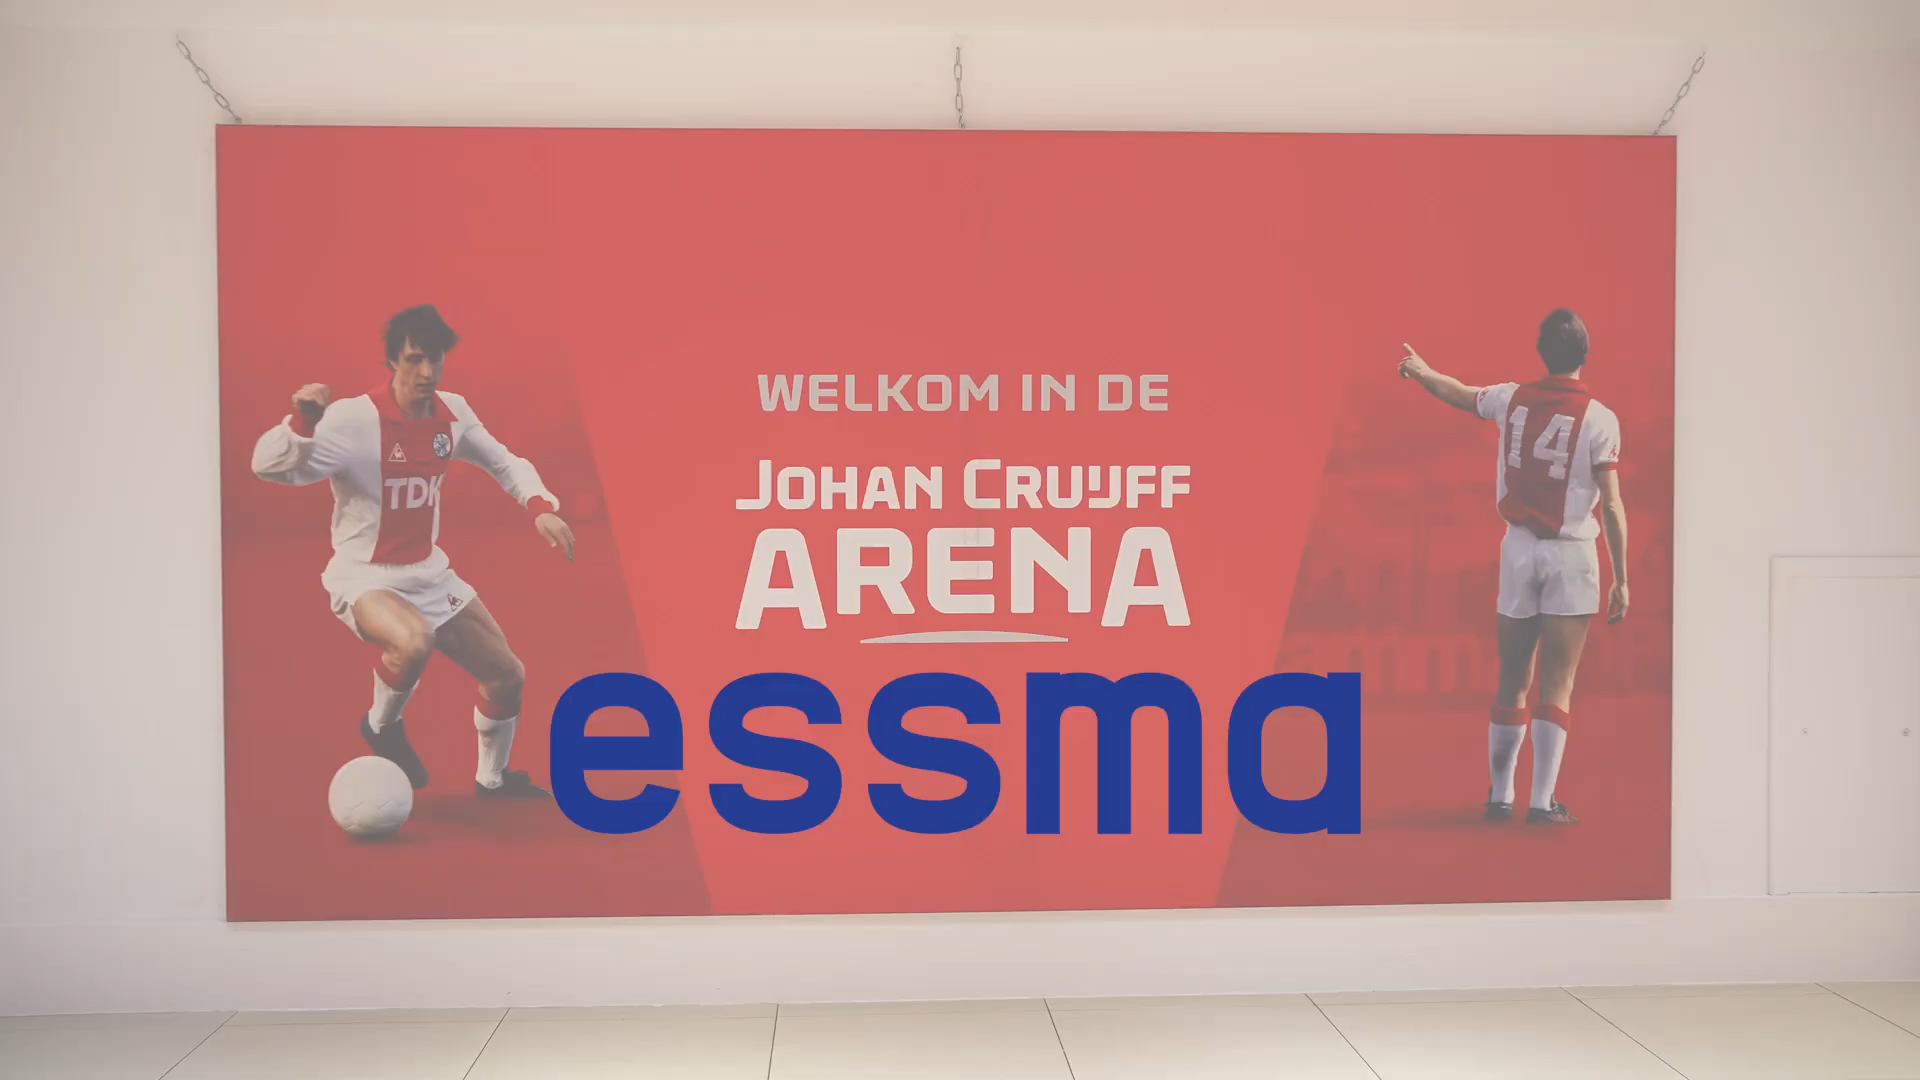 WELKOM IN DE
JOHAN CRUIJFF
ARENA
TDK
14
essma